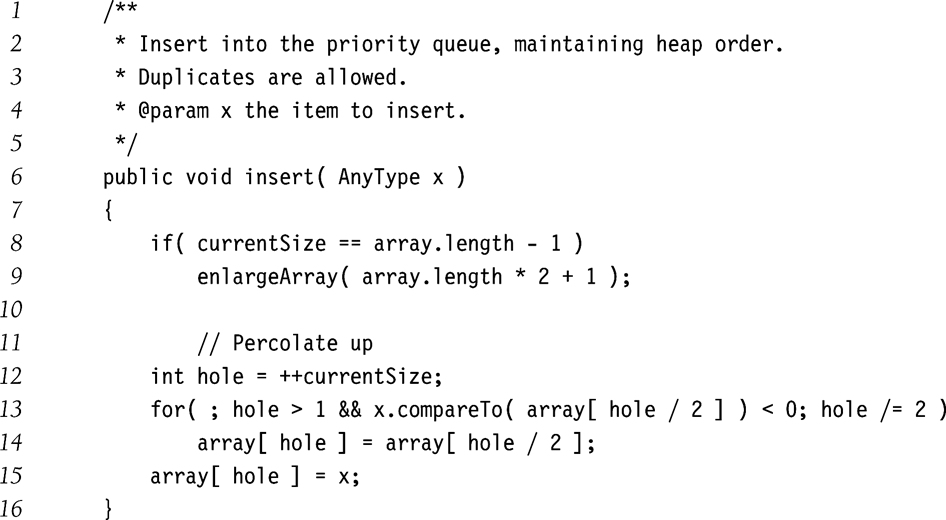 1 /**
2 * Insert into the priority queue, maintaining heap order.
3 * Duplicates are allowed.
4 * @param x the item to insert.
5 */
6 public void insert( AnyType x )
7 {
8 if( currentSize == array.length - 1 )
9 enlargeArray( array.length * 2 + 1 );
10
11 // Percolate up
12 int hole = ++currentSize;
13 for( ; hole > 1 && x.compareTo( array[ hole / 2 ] ) < 0; hole /= 2 )
14 array[ hole ] = array[ hole / 2 ];
15 array[ hole ] = x;
16 }